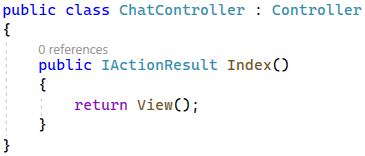 public class ChatController : Controller
{
    0 references
    public IActionResult Index()
    {
        return View();
    }
}